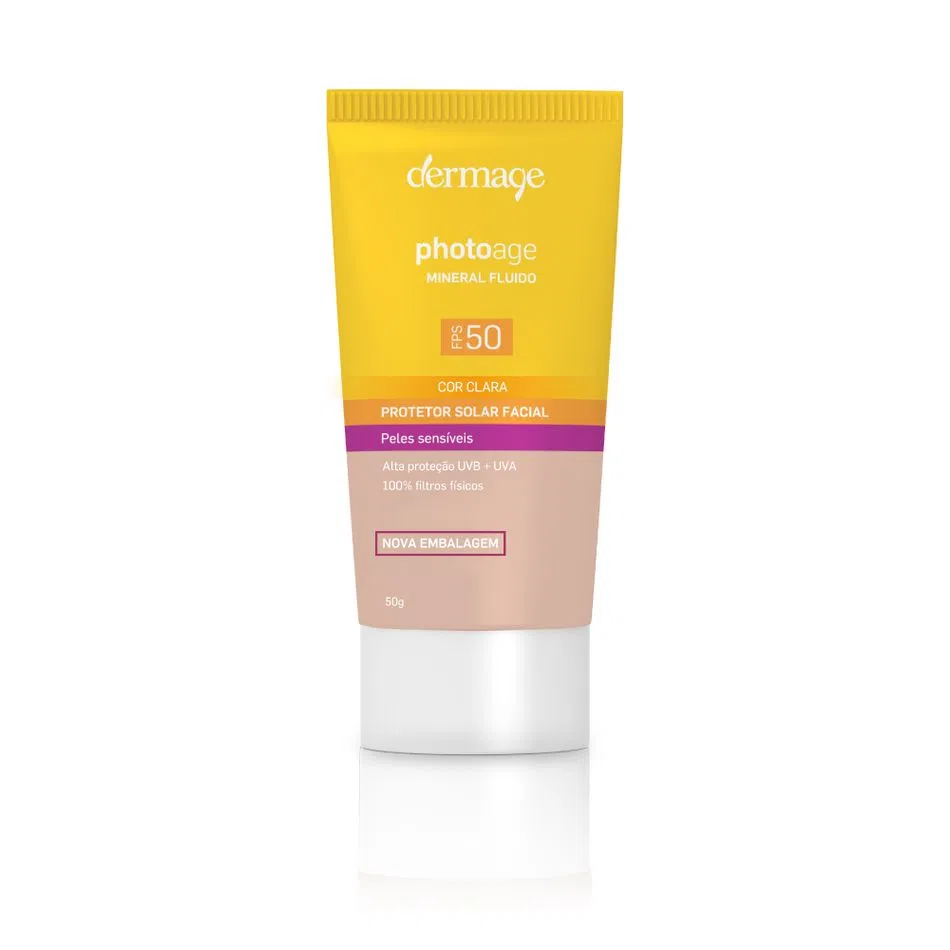 dermage
photoage
MINERAL FLUIDO
FPS 50
COR CLARA
PROTETOR SOLAR FACIAL
Peles sensíveis
Alta proteção UVB + UVA
100% filtros físicos
NOVA EMBALAGEM
50g